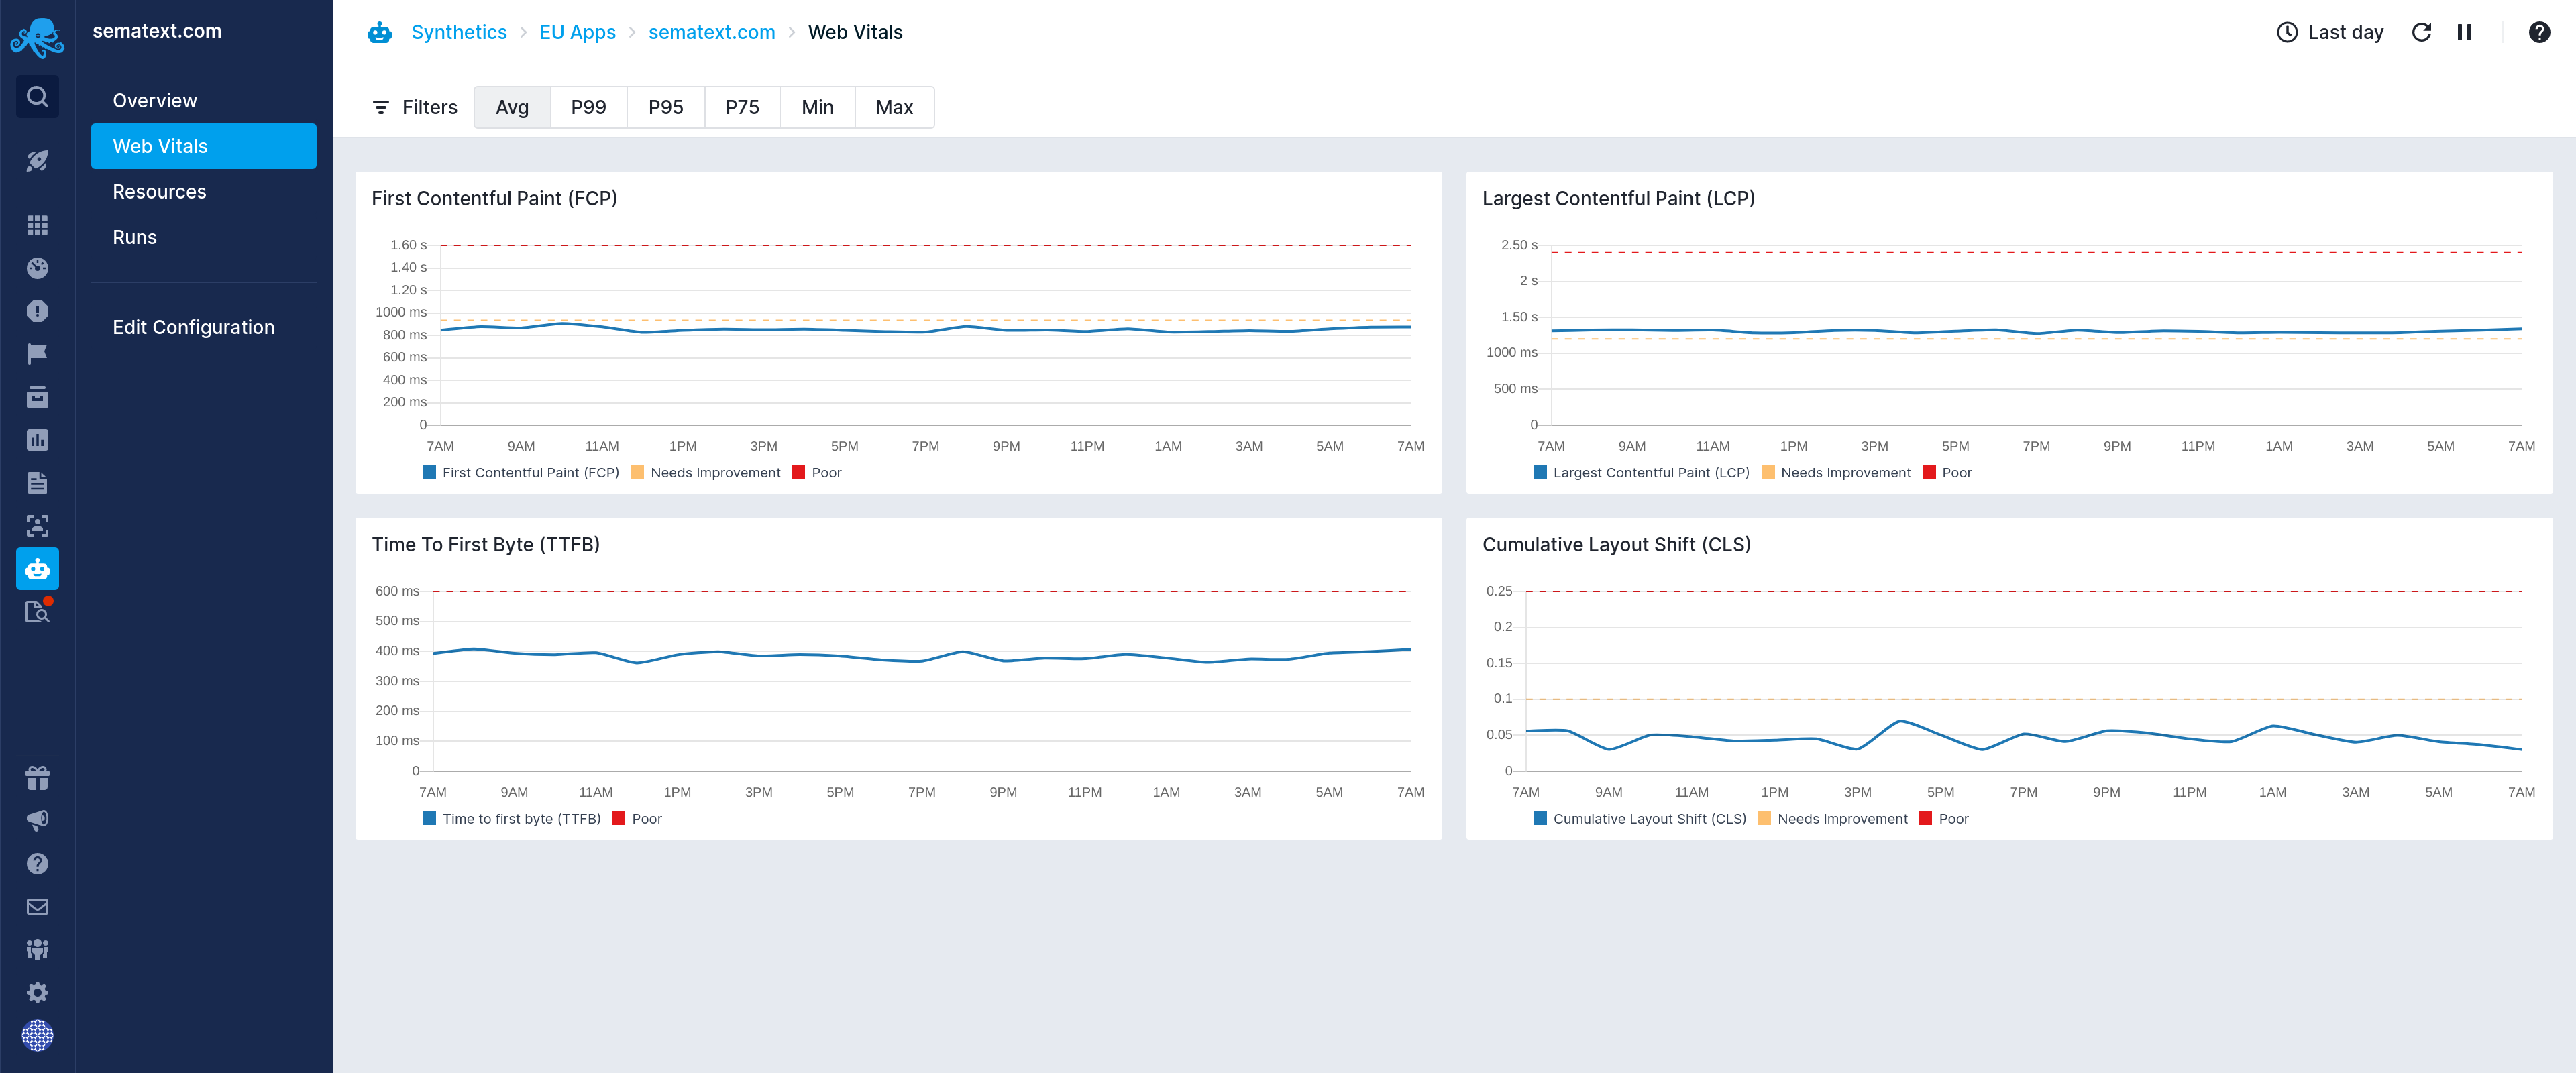 sematext.com
Overview
Web Vitals
Resources
Runs
Edit Configuration
Synthetics > EU Apps > sematext.com > Web Vitals
Last day
Filters Avg P99 P95 P75 Min Max
First Contentful Paint (FCP)
1.60 s
1.40 s
1.20 s
1000 ms
800 ms
600 ms
400 ms
200 ms
0
7AM 9AM 11AM 1PM 3PM 5PM 7PM 9PM 11PM 1AM 3AM 5AM 7AM
First Contentful Paint (FCP) Needs Improvement Poor
Largest Contentful Paint (LCP)
2.50 s
2 s
1.50 s
1000 ms
500 ms
0
7AM 9AM 11AM 1PM 3PM 5PM 7PM 9PM 11PM 1AM 3AM 5AM 7AM
Largest Contentful Paint (LCP) Needs Improvement Poor
Time To First Byte (TTFB)
600 ms
500 ms
400 ms
300 ms
200 ms
100 ms
0
7AM 9AM 11AM 1PM 3PM 5PM 7PM 9PM 11PM 1AM 3AM 5AM 7AM
Time to first byte (TTFB) Poor
Cumulative Layout Shift (CLS)
0.25
0.2
0.15
0.1
0.05
0
7AM 9AM 11AM 1PM 3PM 5PM 7PM 9PM 11PM 1AM 3AM 5AM 7AM
Cumulative Layout Shift (CLS) Needs Improvement Poor